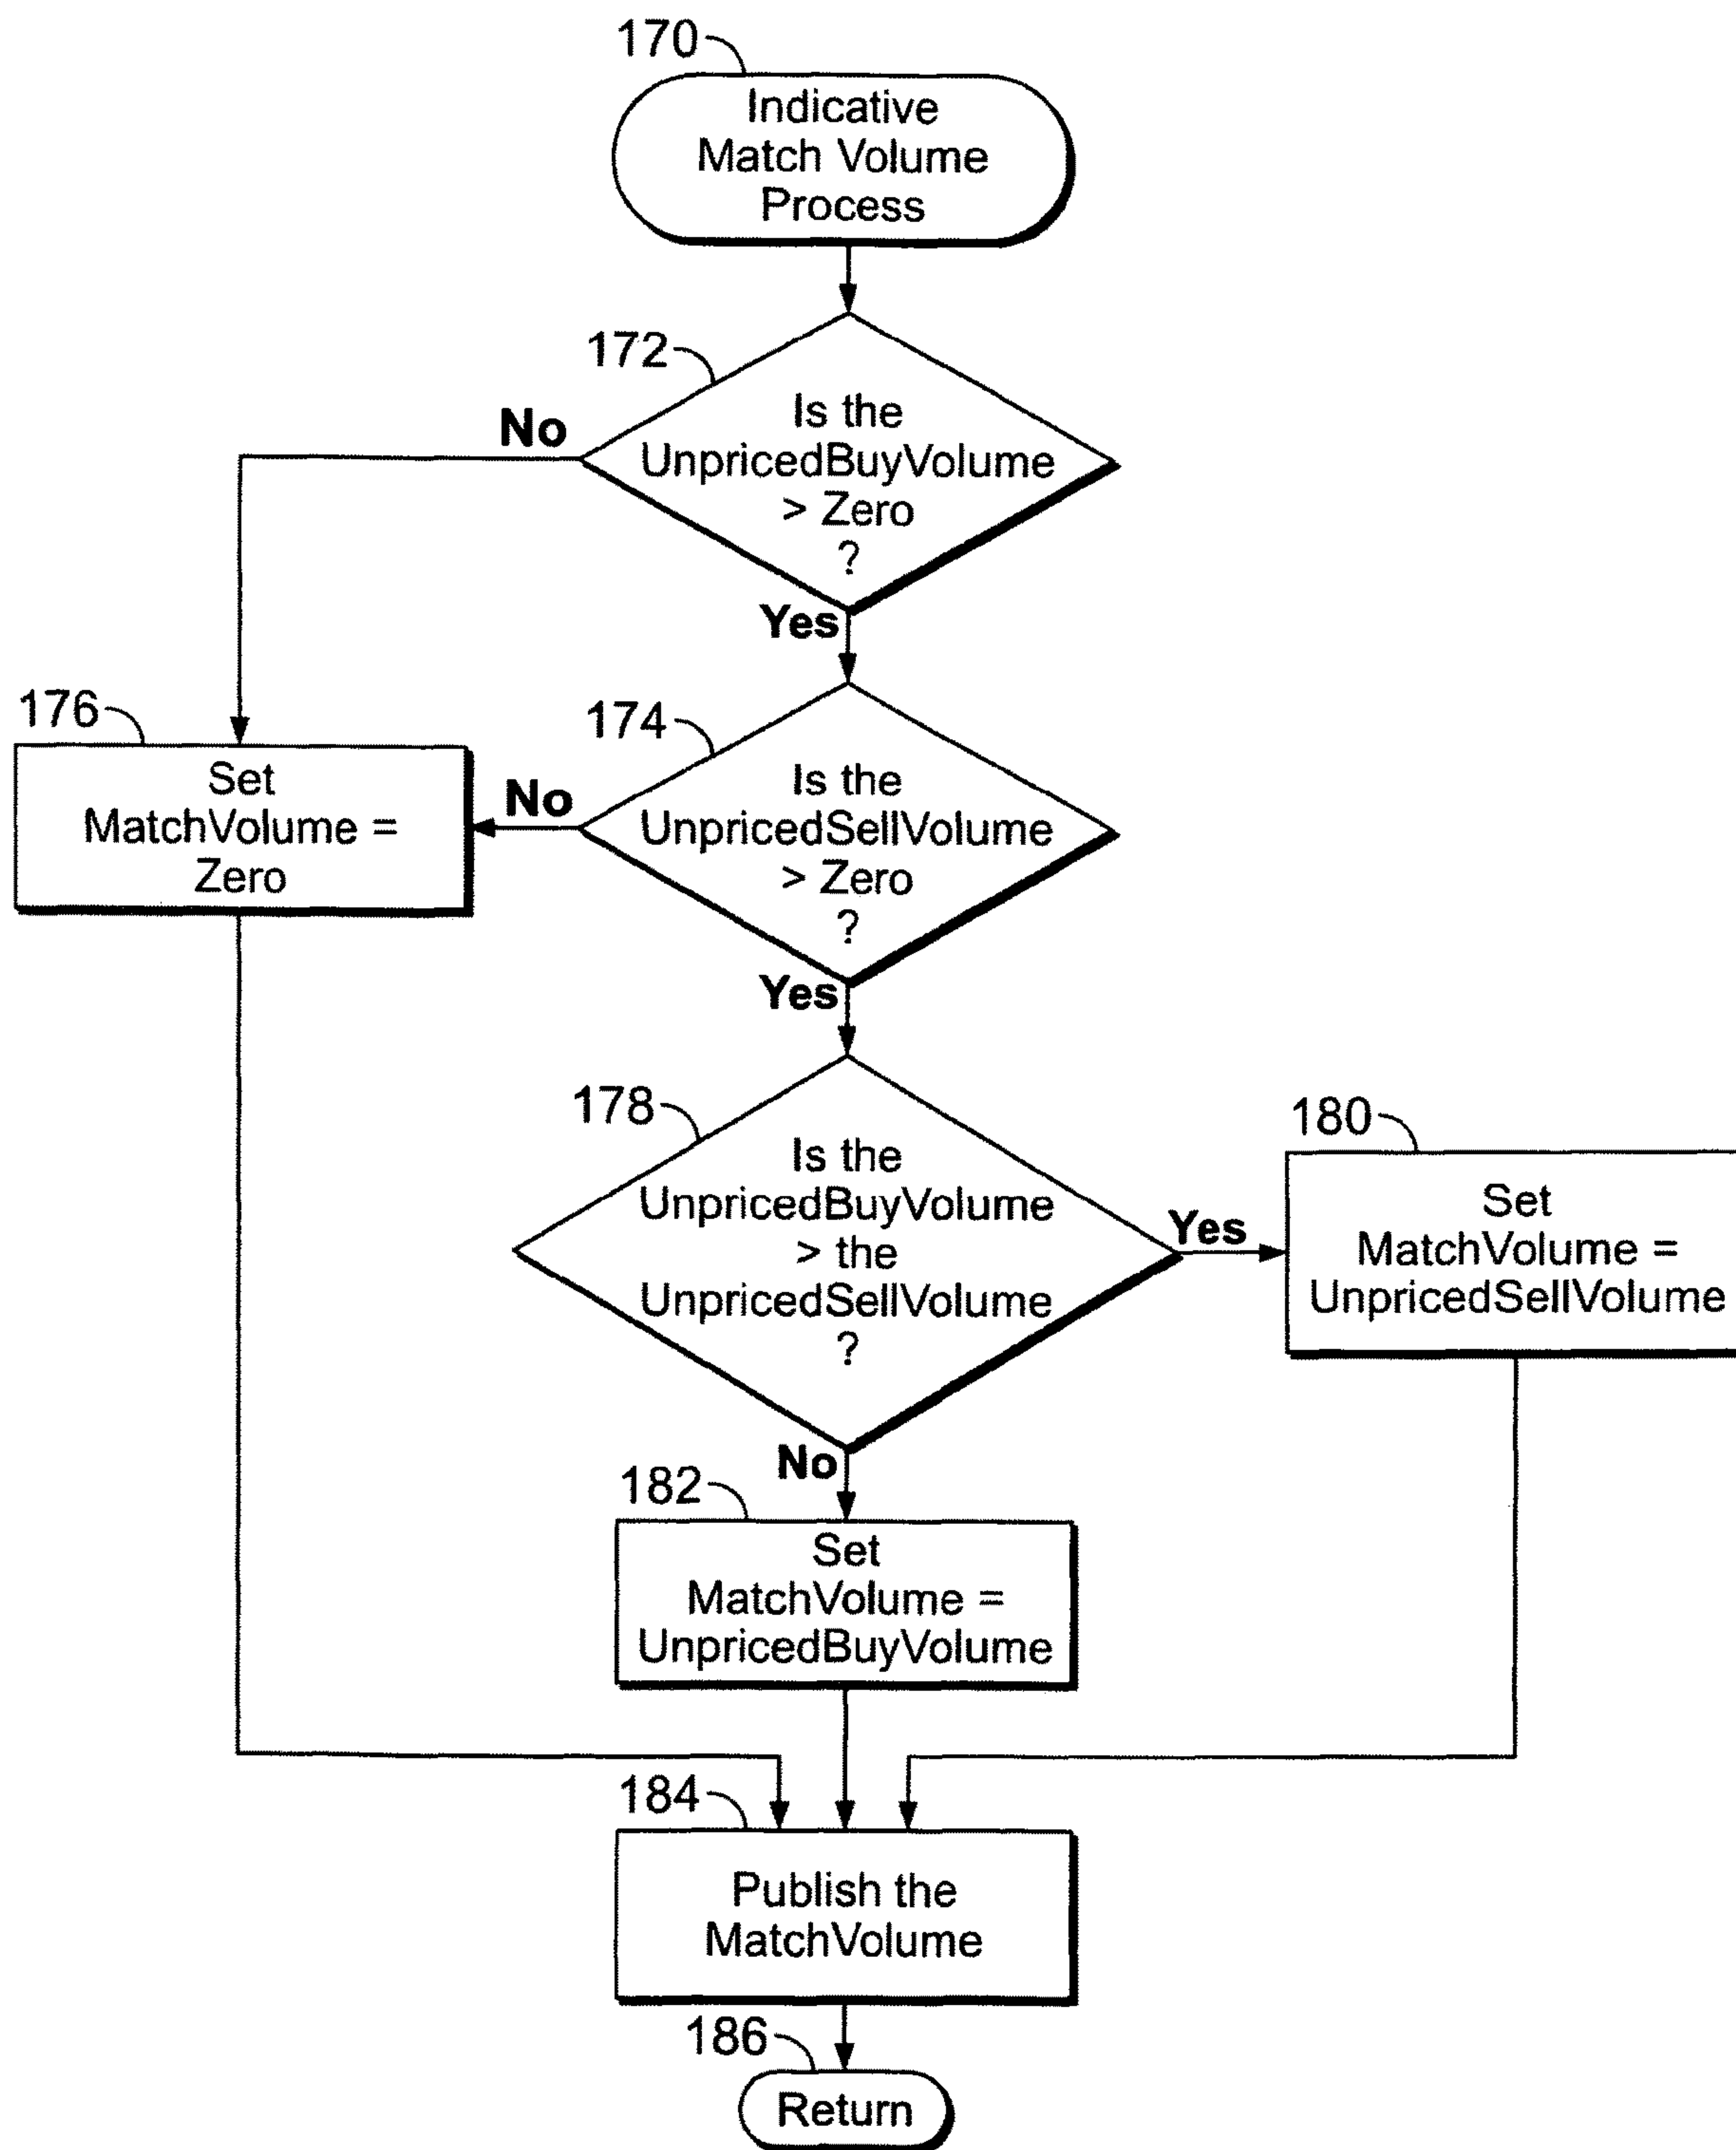 170
Indicative
Match Volume
Process
172
Is the
UnpricedBuyVolume
> Zero
?
No
Yes
174
Is the
UnpricedSellVolume
> Zero
?
No
Yes
176
Set
MatchVolume =
Zero
178
Is the
UnpricedBuyVolume
> the
UnpricedSellVolume
?
Yes
No
180
Set
MatchVolume =
UnpricedSellVolume
182
Set
MatchVolume =
UnpricedBuyVolume
184
Publish the
MatchVolume
186
Return